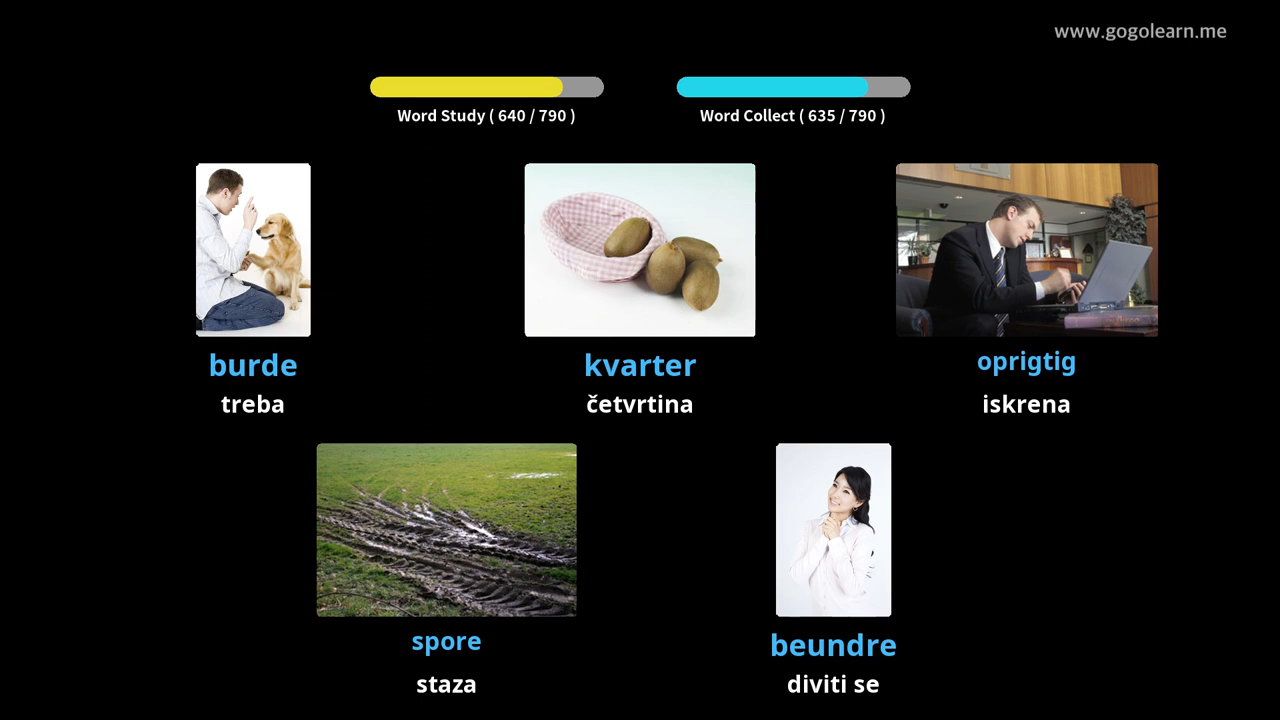 www.gogolearn.me
Word Study ( 640 / 790 )
Word Collect ( 635 / 790 )
burde
treba
kvarter
četvrtina
oprigtig
iskrena
spore
staza
beundre
diviti se